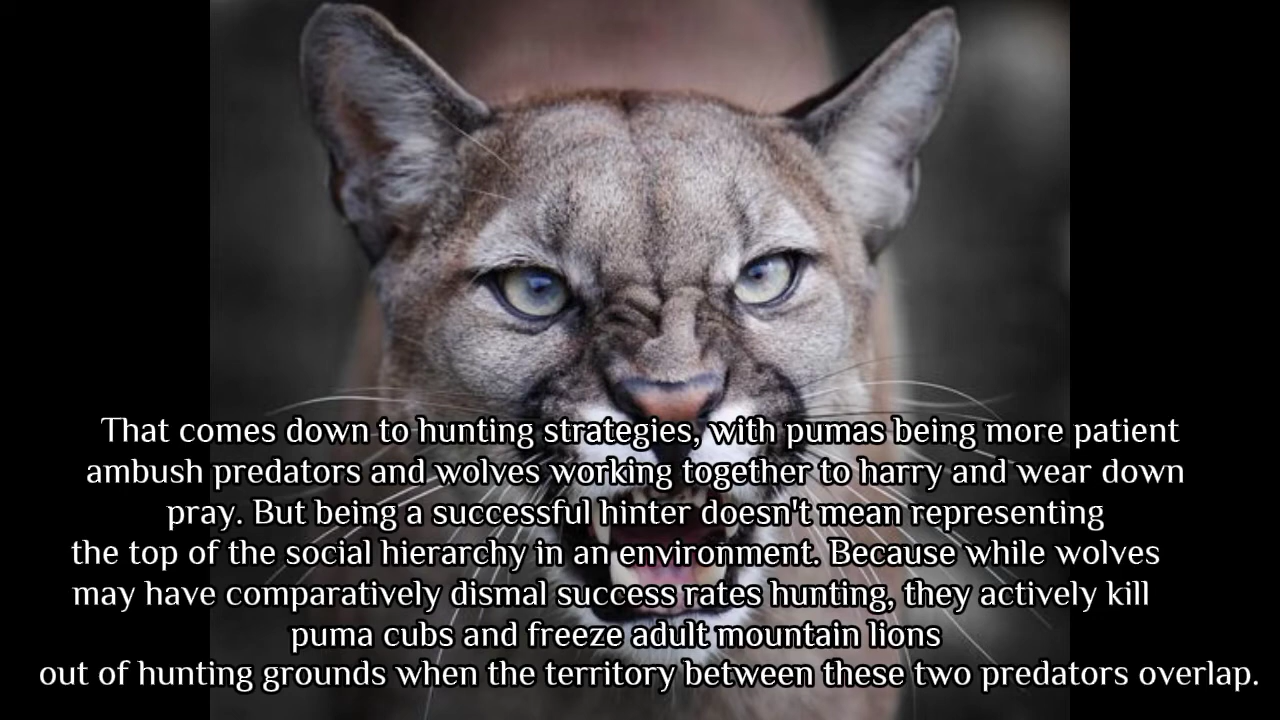 That comes down to hunting strategies, with pumas being more patient
ambush predators and wolves working together to harry and wear down
pray. But being a successful hinter doesn't mean representing
the top of the social hierarchy in an environment. Because while wolves
may have comparatively dismal success rates hunting, they actively kill
puma cubs and freeze adult mountain lions
out of hunting grounds when the territory between these two predators overlap.